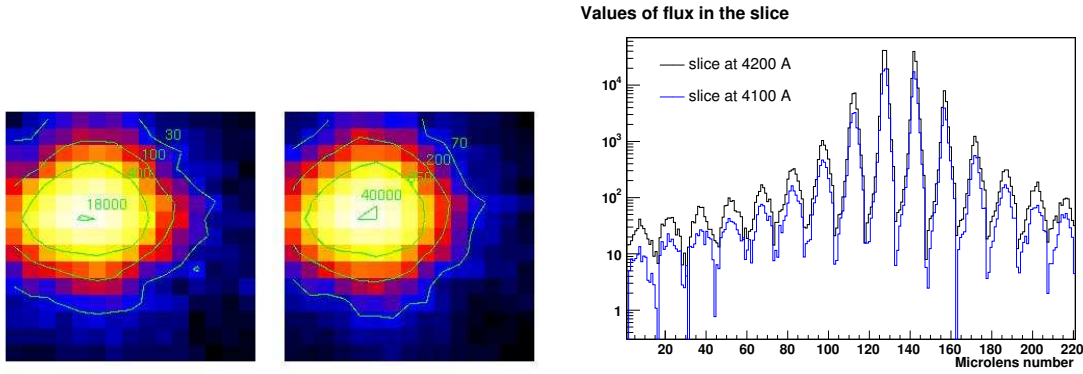 30
100
400
18000
70
200
40000
Values of flux in the slice
slice at 4200 A
slice at 4100 A
10⁴
10³
10²
10
1
20 40 60 80 100 120 140 160 180 200 220
Microlens number